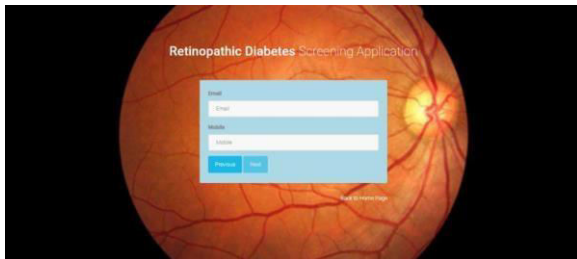 Retinopathic Diabetes Screening Application
Email
Email
Mobile
Mobile
Previous Next
Back to Home Page